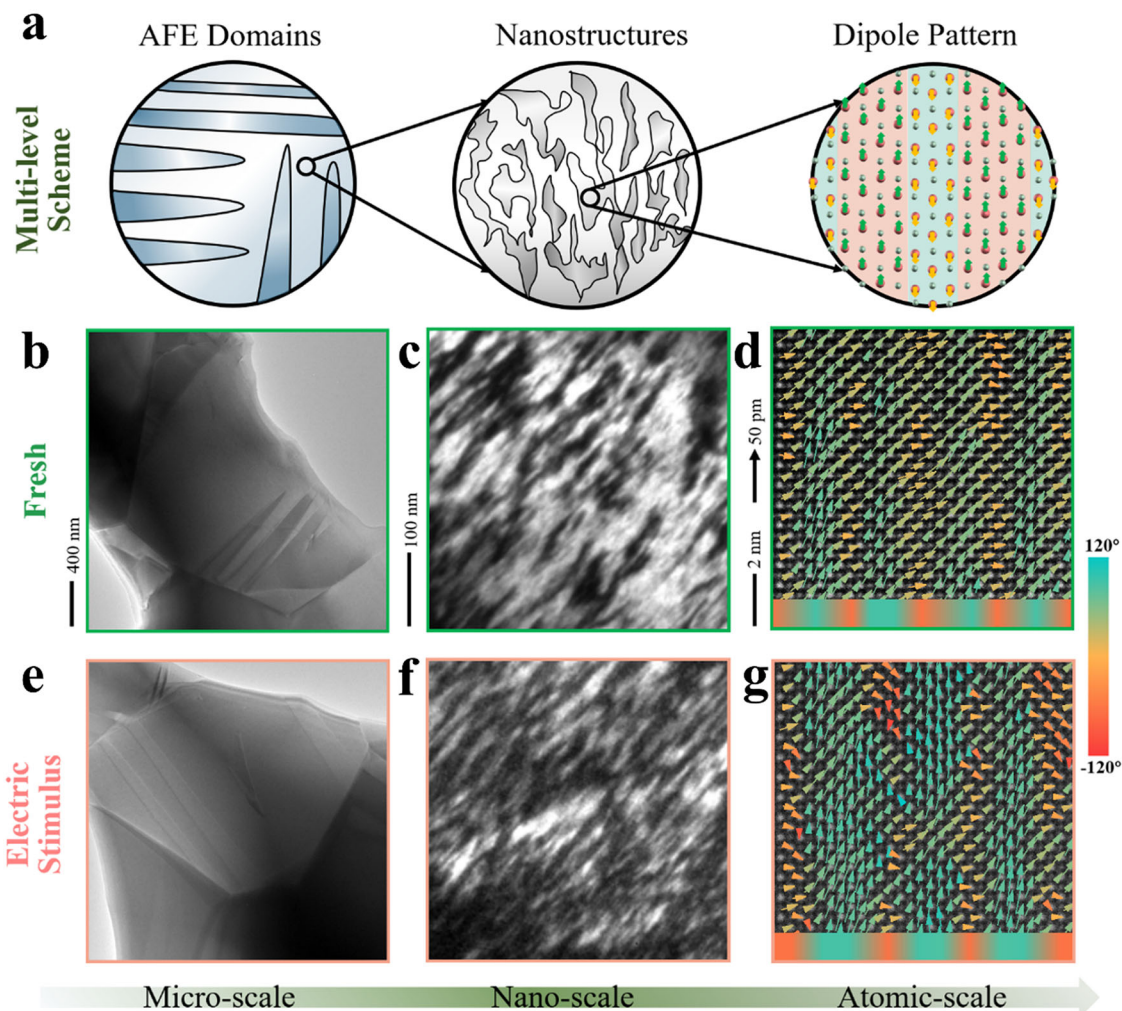 a
AFE Domains
Nanostructures
Dipole Pattern
Multi-level
Scheme
b
c
d
Fresh
400 nm
100 nm
2 nm
50 pm
120°
-120°
e
f
g
Electric
Stimulus
Micro-scale
Nano-scale
Atomic-scale